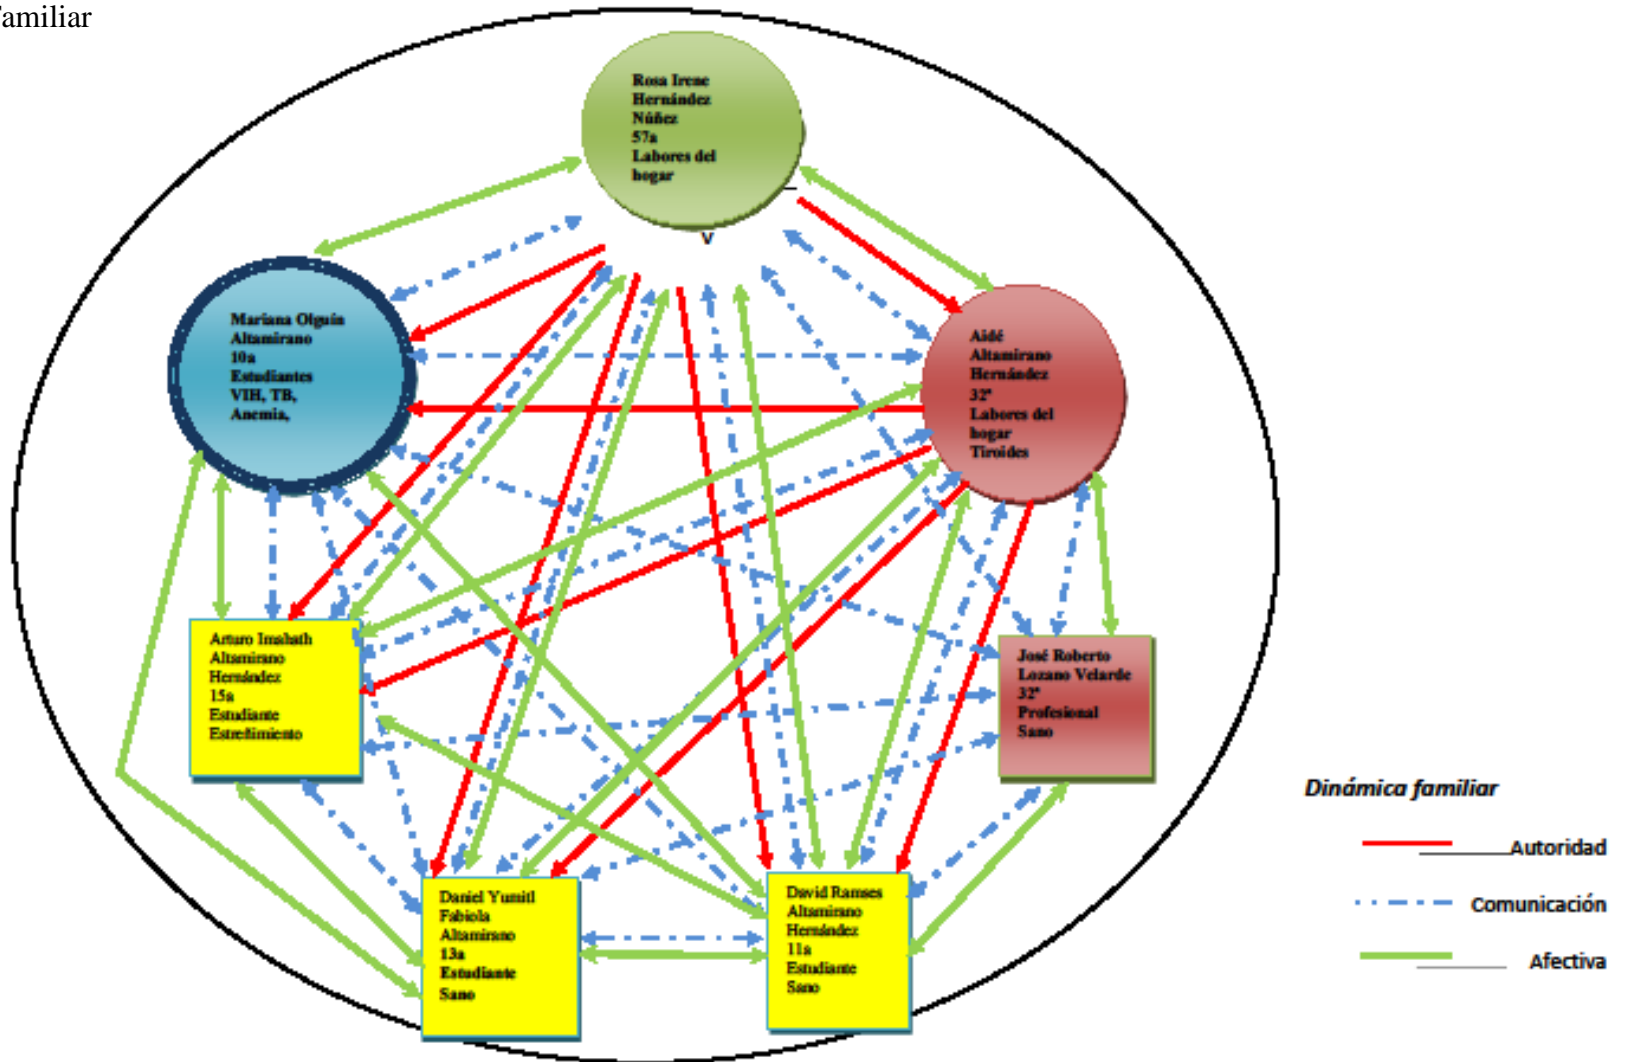 Familiar
Rosa Irene
Hernández
Núñez
57a
Labores del
hogar
V
Mariana Olguín
Altamirano
10a
Estudiantes
VIH, TB,
Anemia,
Aidé
Altamirano
Hernández
32ª
Labores del
hogar
Tiroides
Arturo Imahath
Altamirano
Hernández
15a
Estudiante
Estreñimiento
José Roberto
Lozano Velarde
32ª
Profesional
Sano
Daniel Yumitl
Fabiola
Altamirano
13a
Estudiante
Sano
David Ramses
Altamirano
Hernández
11a
Estudiante
Sano
Dinámica familiar
Autoridad
Comunicación
Afectiva